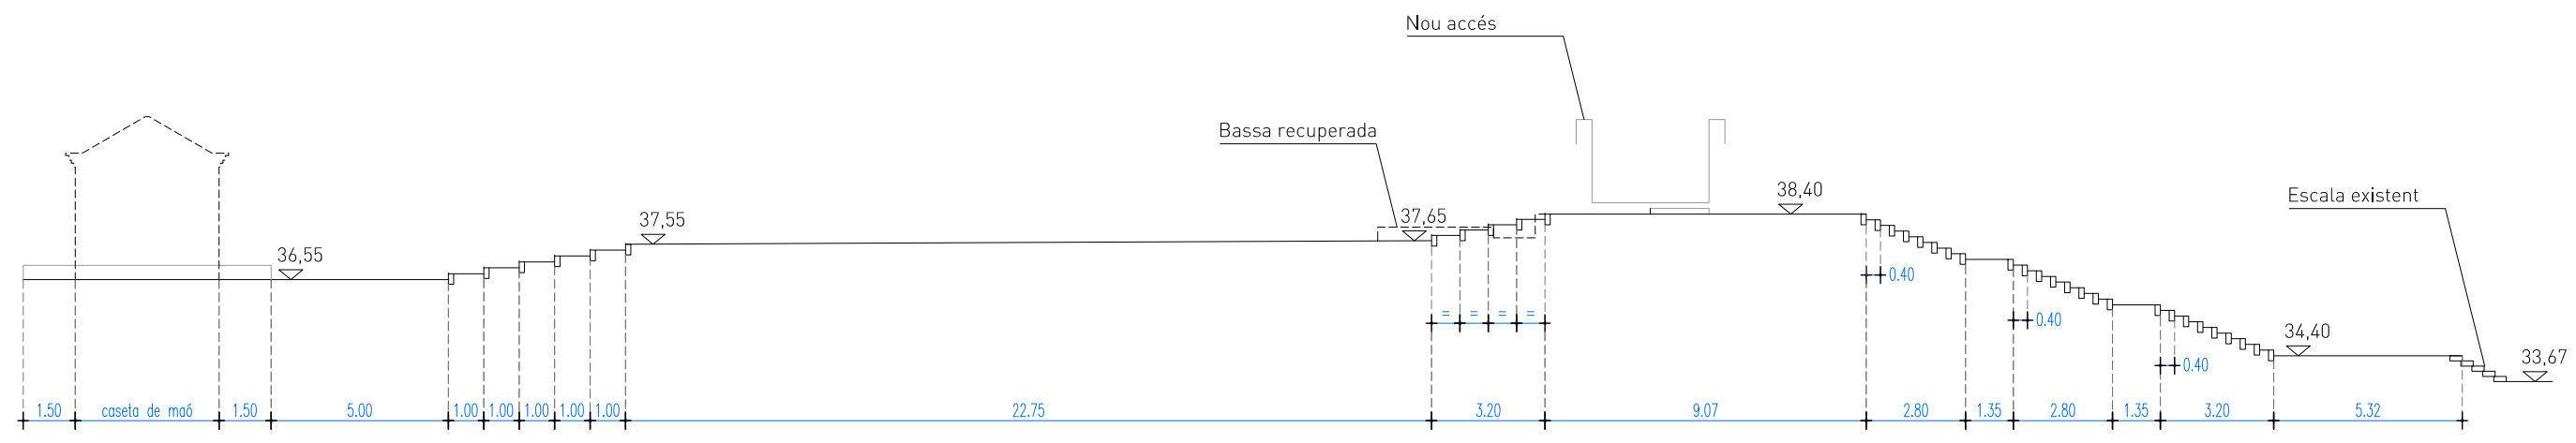 Nou accés
Bassa recuperada
38,40
Escala existent
37,55
37,65
36,55
0.40
= = = =
0.40
34,40
33,67
0.40
1.50 caseta de maó 1.50 5.00 1.00 1.00 1.00 1.00 1.00 22.75 3.20 9.07 2.80 1.35 2.80 1.35 3.20 5.32